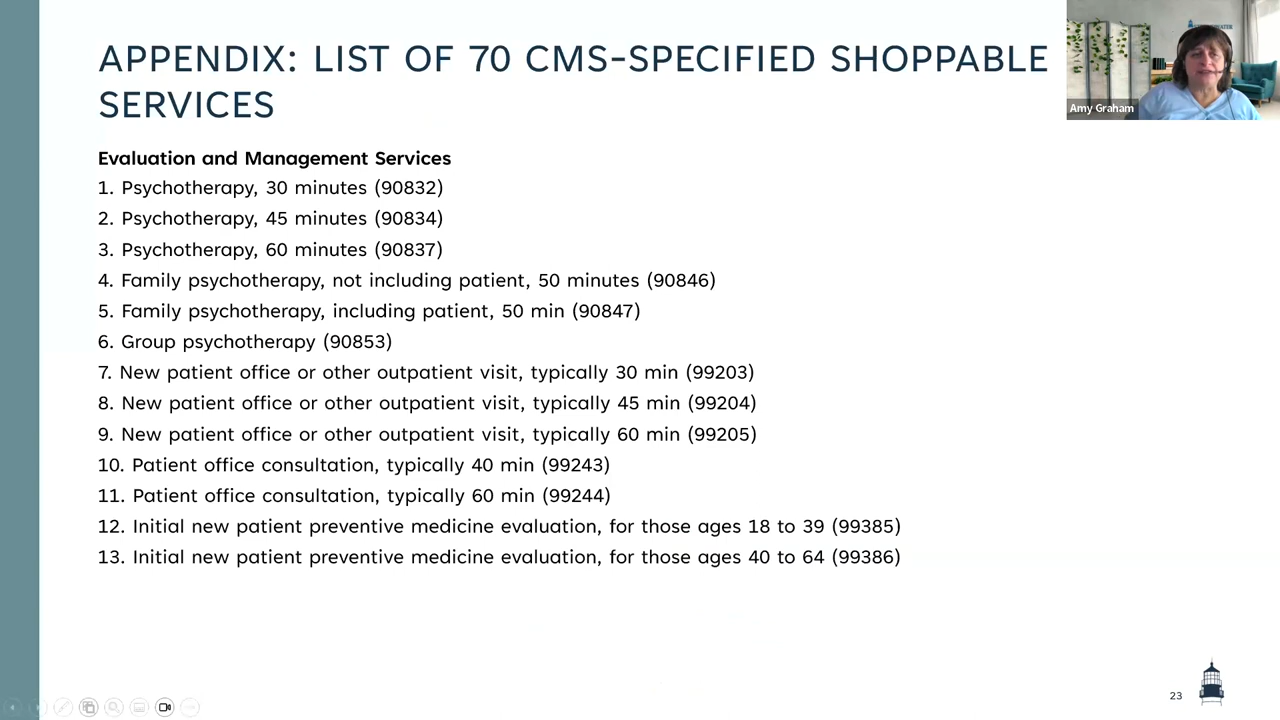 APPENDIX: LIST OF 70 CMS-SPECIFIED SHOPPABLE
SERVICES
Amy Graham
Evaluation and Management Services
1. Psychotherapy, 30 minutes (90832)
2. Psychotherapy, 45 minutes (90834)
3. Psychotherapy, 60 minutes (90837)
4. Family psychotherapy, not including patient, 50 minutes (90846)
5. Family psychotherapy, including patient, 50 min (90847)
6. Group psychotherapy (90853)
7. New patient office or other outpatient visit, typically 30 min (99203)
8. New patient office or other outpatient visit, typically 45 min (99204)
9. New patient office or other outpatient visit, typically 60 min (99205)
10. Patient office consultation, typically 40 min (99243)
11. Patient office consultation, typically 60 min (99244)
12. Initial new patient preventive medicine evaluation, for those ages 18 to 39 (99385)
13. Initial new patient preventive medicine evaluation, for those ages 40 to 64 (99386)
23